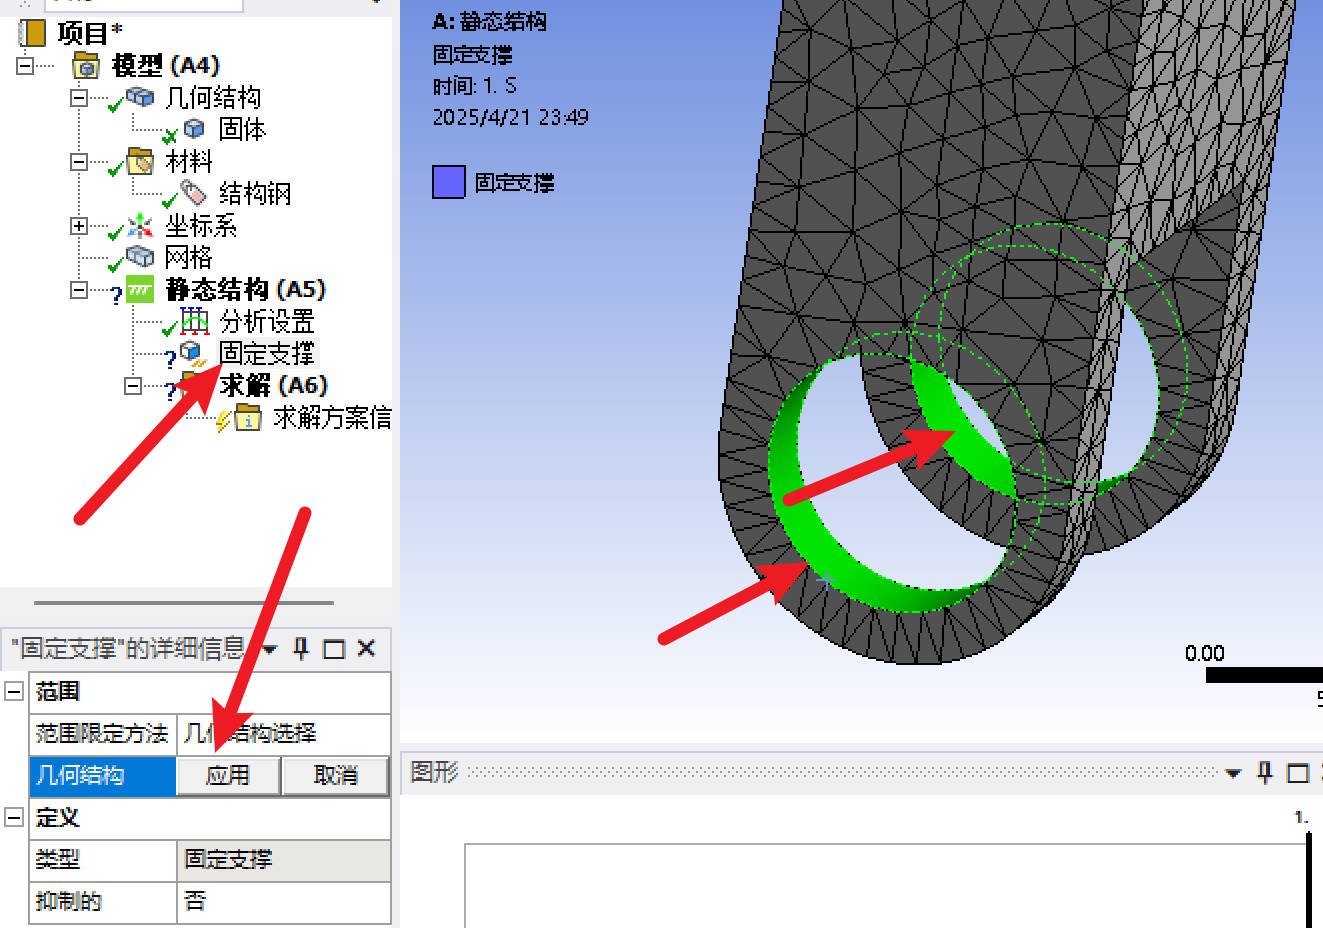 项目*
模型 (A4)
几何结构
固体
材料
结构钢
坐标系
网格
静态结构 (A5)
分析设置
固定支撑
求解 (A6)
求解方案信
"固定支撑"的详细信息
范围
范围限定方法 几何结构选择
几何结构 应用 取消
定义
类型 固定支撑
抑制的 否
A: 静态结构
固定支撑
时间: 1. S
2025/4/21 23:49
固定支撑
0.00
图形
1.